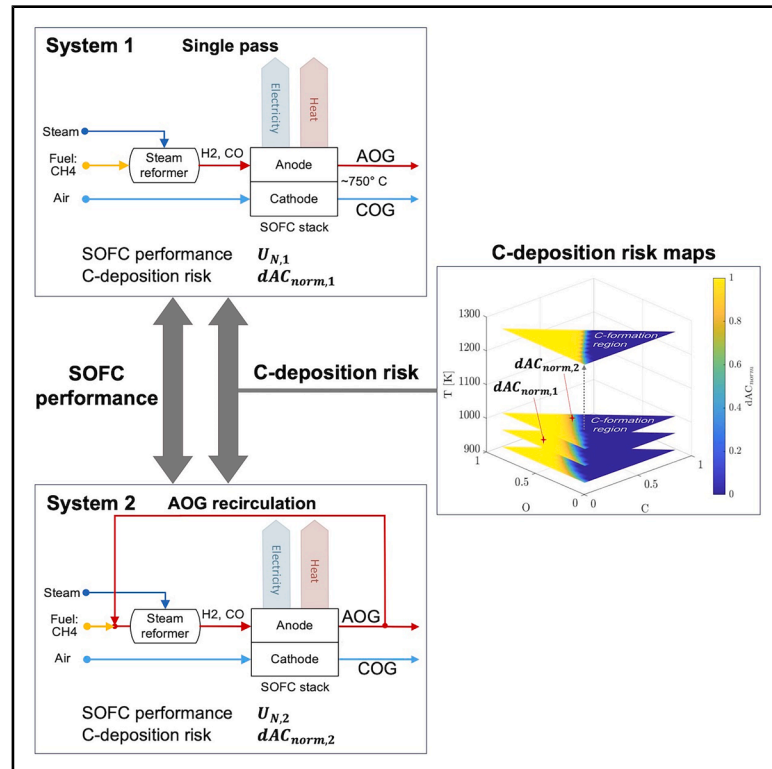 System 1
Single pass
Electricity
Heat
Steam
Fuel:
CH4
Steam
reformer
H2, CO
Anode
AOG
~750° C
Air
Cathode
COG
SOFC stack
SOFC performance U_N,1
C-deposition risk dAC_norm,1
SOFC
performance
C-deposition risk
C-deposition risk maps
1300
1200
1100
1000
900
T [K]
C-formation
region
dAC_norm,2
dAC_norm,1
C-formation
region
1
0.5
0
O
0
0.5
1
C
1
0.8
0.6
0.4
0.2
0
dAC_norm
System 2
AOG recirculation
Electricity
Heat
Steam
Fuel:
CH4
Steam
reformer
H2, CO
Anode
AOG
Air
Cathode
COG
SOFC stack
SOFC performance U_N,2
C-deposition risk dAC_norm,2